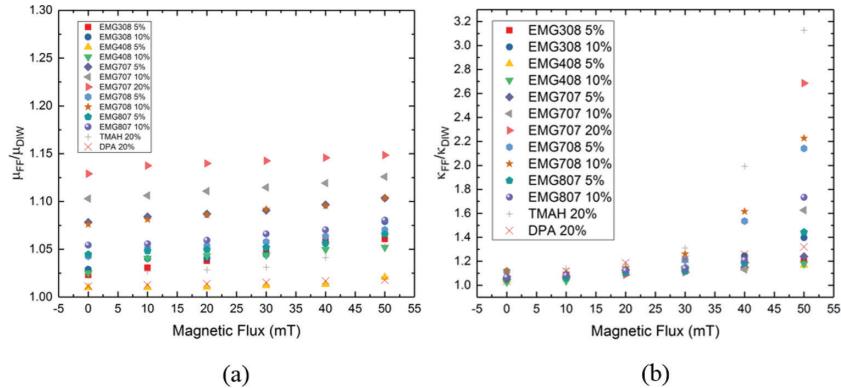 (a)
1.30
1.25
1.20
1.15
1.10
1.05
1.00
μFF/μDIW
EMG308 5%
EMG308 10%
EMG408 5%
EMG408 10%
EMG707 5%
EMG707 10%
EMG707 20%
EMG708 5%
EMG708 10%
EMG807 5%
EMG807 10%
TMAH 20%
DPA 20%
-5 0 5 10 15 20 25 30 35 40 45 50 55
Magnetic Flux (mT)
(a)
(b)
3.2
3.0
2.8
2.6
2.4
2.2
2.0
1.8
1.6
1.4
1.2
1.0
κFF/κDIW
EMG308 5%
EMG308 10%
EMG408 5%
EMG408 10%
EMG707 5%
EMG707 10%
EMG707 20%
EMG708 5%
EMG708 10%
EMG807 5%
EMG807 10%
TMAH 20%
DPA 20%
-5 0 5 10 15 20 25 30 35 40 45 50 55
Magnetic Flux (mT)
(b)